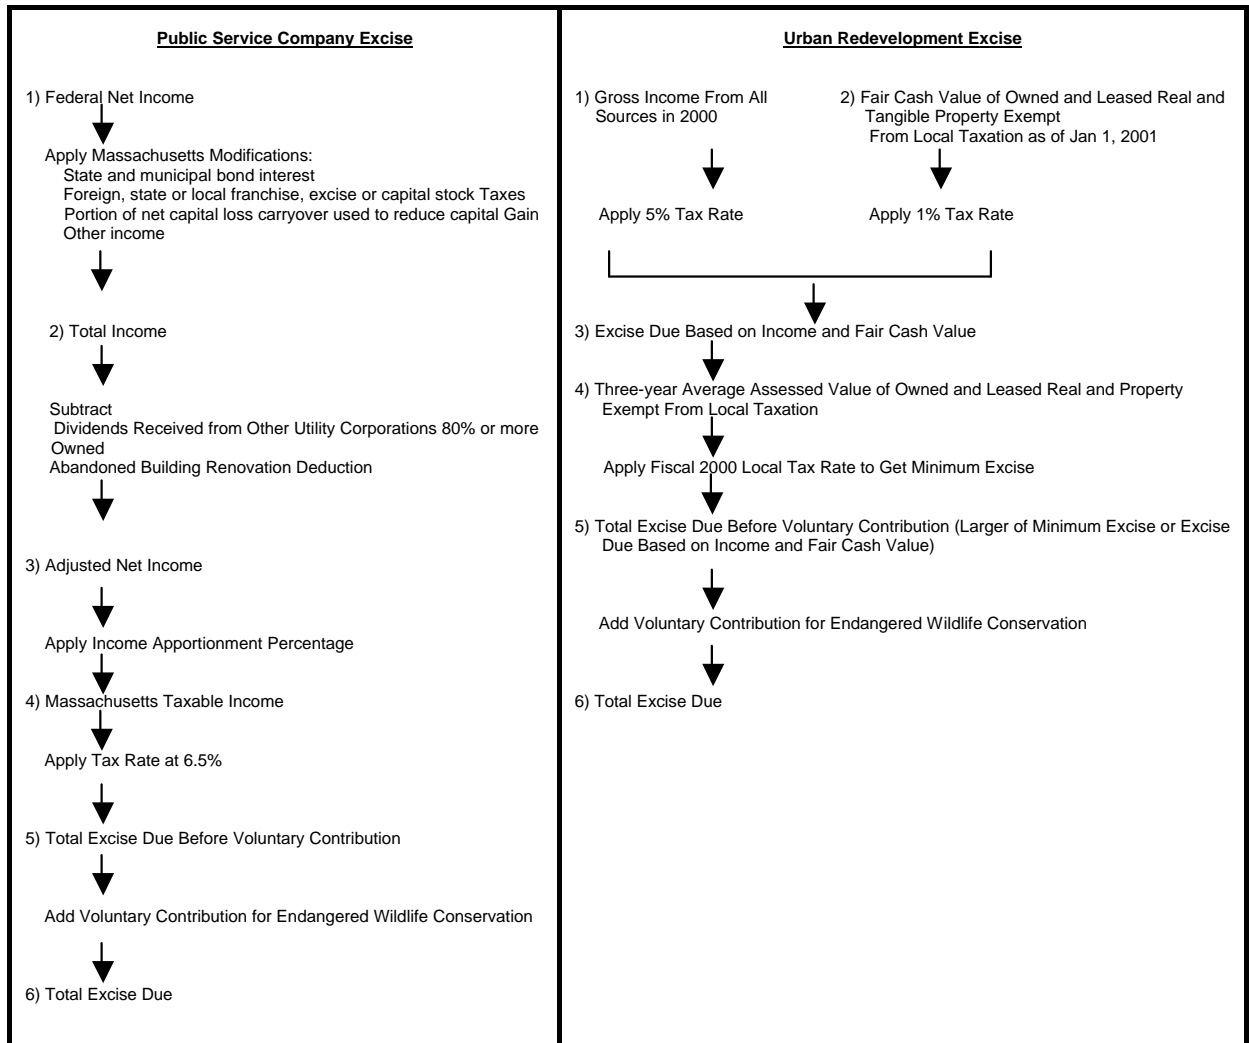 Public Service Company Excise
1) Federal Net Income
Apply Massachusetts Modifications:
State and municipal bond interest
Foreign, state or local franchise, excise or capital stock Taxes
Portion of net capital loss carryover used to reduce capital Gain
Other income
2) Total Income
Subtract
Dividends Received from Other Utility Corporations 80% or more
Owned
Abandoned Building Renovation Deduction
3) Adjusted Net Income
Apply Income Apportionment Percentage
4) Massachusetts Taxable Income
Apply Tax Rate at 6.5%
5) Total Excise Due Before Voluntary Contribution
Add Voluntary Contribution for Endangered Wildlife Conservation
6) Total Excise Due
Urban Redevelopment Excise
1) Gross Income From All
Sources in 2000
2) Fair Cash Value of Owned and Leased Real and
Tangible Property Exempt
From Local Taxation as of Jan 1, 2001
Apply 5% Tax Rate
Apply 1% Tax Rate
3) Excise Due Based on Income and Fair Cash Value
4) Three-year Average Assessed Value of Owned and Leased Real and Property
Exempt From Local Taxation
Apply Fiscal 2000 Local Tax Rate to Get Minimum Excise
5) Total Excise Due Before Voluntary Contribution (Larger of Minimum Excise or Excise
Due Based on Income and Fair Cash Value)
Add Voluntary Contribution for Endangered Wildlife Conservation
6) Total Excise Due